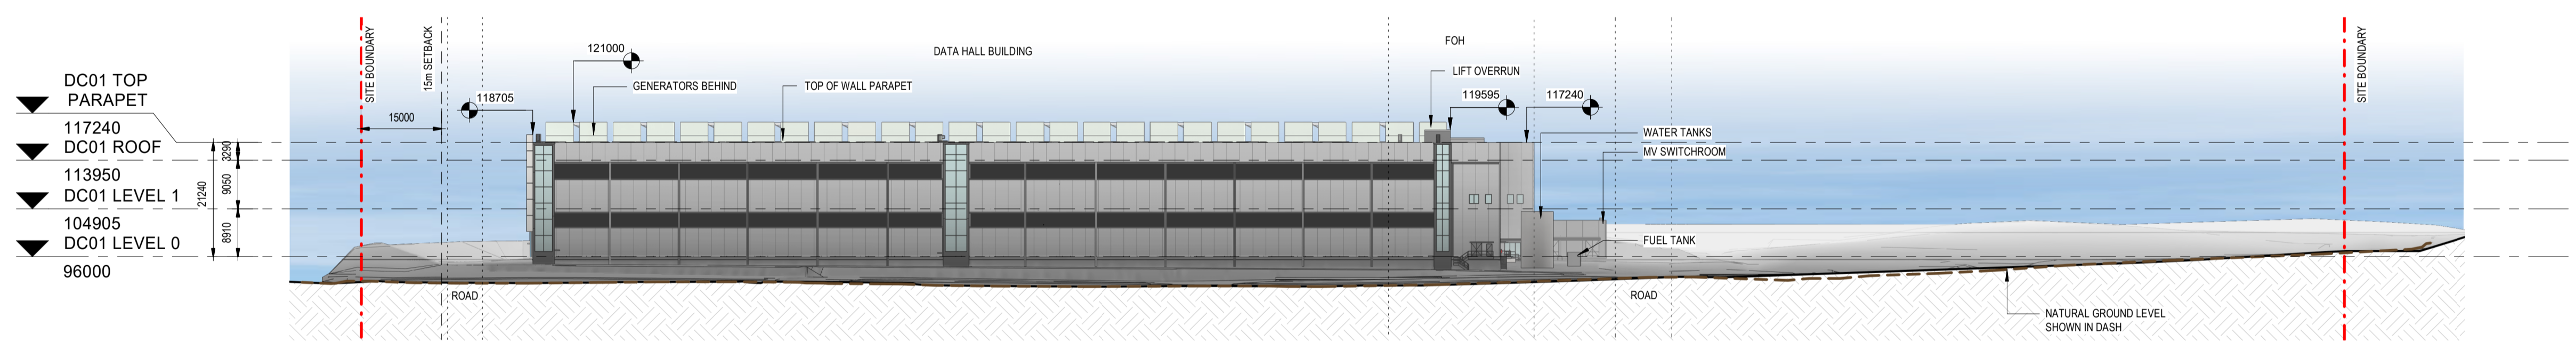 DC01 TOP
PARAPET
117240
DC01 ROOF
113950
DC01 LEVEL 1
104905
DC01 LEVEL 0
96000
21240
3290
9050
8910
SITE BOUNDARY
15000
15m SETBACK
118705
121000
GENERATORS BEHIND
TOP OF WALL PARAPET
DATA HALL BUILDING
FOH
LIFT OVERRUN
119595
117240
WATER TANKS
MV SWITCHROOM
FUEL TANK
ROAD
ROAD
NATURAL GROUND LEVEL
SHOWN IN DASH
SITE BOUNDARY